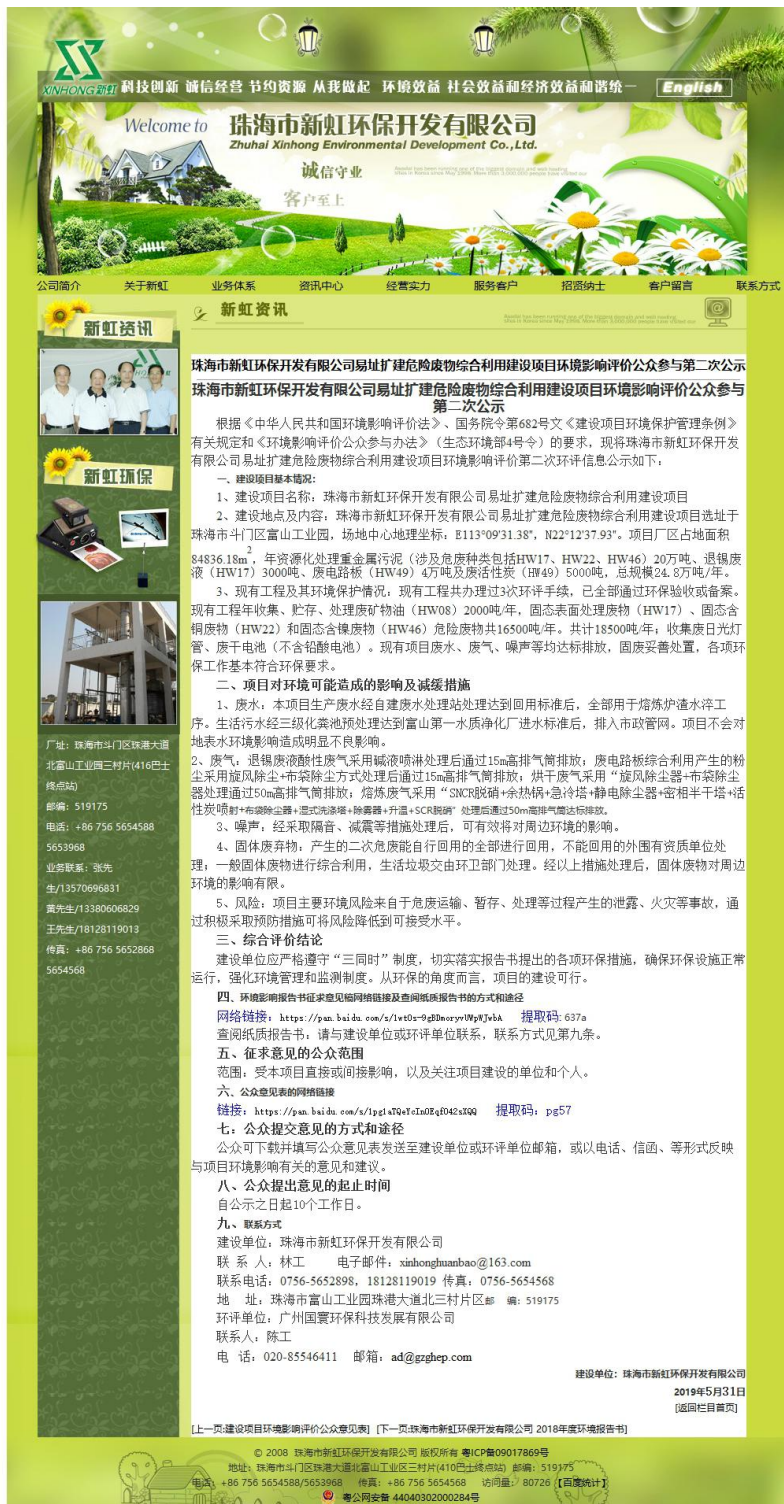 XINHONG新虹 科技创新 诚信经营 节约资源 从我做起 环境效益 社会效益和经济效益和谐统一 English
Welcome to 珠海市新虹环保开发有限公司
Zhuhai Xinhong Environmental Development Co.,Ltd.
诚信守业
客户至上
公司简介 关于新虹 业务体系 资讯中心 经营实力 服务客户 招贤纳士 客户留言 联系方式
新虹资讯
新虹环保
厂址：珠海市斗门区珠港大道
北富山工业园三村片(416巴士
终点站)
邮编：519175
电话：+86 756 5654588
5653968
业务联系：张先
生/13570696831
黄先生/13380606829
王先生/18128119013
传真：+86 756 5652868
5654568
新虹资讯
珠海市新虹环保开发有限公司易址扩建危险废物综合利用建设项目环境影响评价公众参与第二次公示
珠海市新虹环保开发有限公司易址扩建危险废物综合利用建设项目环境影响评价公众参与
第二次公示
根据《中华人民共和国环境影响评价法》、国务院令第682号文《建设项目环境保护管理条例》
有关规定和《环境影响评价公众参与办法》（生态环境部4号令）的要求，现将珠海市新虹环保开发
有限公司易址扩建危险废物综合利用建设项目环境影响评价第二次环评信息公示如下：
一、建设项目基本情况：
1、建设项目名称：珠海市新虹环保开发有限公司易址扩建危险废物综合利用建设项目
2、建设地点及内容：珠海市新虹环保开发有限公司易址扩建危险废物综合利用建设项目选址于
珠海市斗门区富山工业园，场地中心地理坐标：E113°09'31.38"，N22°12'37.93"。项目厂区占地面积
84836.18m2，年资源化处理重金属污泥（涉及危废种类包括HW17、HW22、HW46）20万吨、退锡废
液（HW17）3000吨、废电路板（HW49）4万吨及废活性炭（HW49）5000吨，总规模24.8万吨/年。
3、现有工程及其环境保护情况：现有工程共办理过3次环评手续，已全部通过环保验收或备案。
现有工程年收集、贮存、处理废矿物油（HW08）2000吨/年，固态表面处理废物（HW17）、固态含
铜废物（HW22）和固态含镍废物（HW46）危险废物共16500吨/年。共计18500吨/年；收集废日光灯
管、废干电池（不含铅酸电池）。现有项目废水、废气、噪声等均达标排放，固废妥善处置，各项环
保工作基本符合环保要求。
二、项目对环境可能造成的影响及减缓措施
1、废水：本项目生产废水经自建废水处理站处理达到回用标准后，全部用于熔炼炉渣水淬工
序。生活污水经三级化粪池预处理达到富山第一水质净化厂进水标准后，排入市政管网。项目不会对
地表水环境影响造成明显不良影响。
2、废气：退锡废液酸性废气采用碱液喷淋处理后通过15m高排气筒排放；废电路板综合利用产生的粉
尘采用旋风除尘+布袋除尘方式处理后通过15m高排气筒排放；烘干废气采用“旋风除尘器+布袋除尘
器处理通过50m高排气筒排放；熔炼废气采用“SNCR脱硝+余热锅+急冷塔+静电除尘器+密相半干塔+活
性炭喷射+布袋除尘器+湿式洗涤塔+除雾器+升温+SCR脱硝”处理后通过50m高排气筒达标排放。
3、噪声：经采取隔音、减震等措施处理后，可有效将对周边环境的影响。
4、固体废弃物：产生的二次危废能自行回用的全部进行回用，不能回用的外围有资质单位处
理；一般固体废物进行综合利用，生活垃圾交由环卫部门处理。经以上措施处理后，固体废物对周边
环境的影响有限。
5、风险：项目主要环境风险来自于危废运输、暂存、处理等过程产生的泄露、火灾等事故，通
过积极采取预防措施可将风险降低到可接受水平。
三、综合评价结论
建设单位应严格遵守“三同时”制度，切实落实报告书提出的各项环保措施，确保环保设施正常
运行，强化环境管理和监测制度。从环保的角度而言，项目的建设可行。
四、环境影响报告书征求意见稿网络链接及查阅纸质报告书的方式和途径
网络链接：https://pan.baidu.com/s/1wtOs-9gBDmoryvUWpWJwbA 提取码: 637a
查阅纸质报告书：请与建设单位或环评单位联系，联系方式见第九条。
五、征求意见的公众范围
范围：受本项目直接或间接影响，以及关注项目建设的单位和个人。
六、公众意见表的网络链接
链接：https://pan.baidu.com/s/1pg1aTQeYcInOEqfO42sXQQ 提取码：pg57
七：公众提交意见的方式和途径
公众可下载并填写公众意见表发送至建设单位或环评单位邮箱，或以电话、信函、等形式反映
与项目环境影响有关的意见和建议。
八、公众提出意见的起止时间
自公示之日起10个工作日。
九、联系方式
建设单位：珠海市新虹环保开发有限公司
联 系 人：林工 电子邮件：xinhonghuanbao@163.com
联系电话：0756-5652898，18128119019 传真：0756-5654568
地 址：珠海市富山工业园珠港大道北三村片区邮 编：519175
环评单位：广州国寰环保科技发展有限公司
联系人：陈工
电 话：020-85546411 邮箱：ad@gzghep.com
建设单位：珠海市新虹环保开发有限公司
2019年5月31日
[返回栏目首页]
[上一页:建设项目环境影响评价公众意见表] [下一页:珠海市新虹环保开发有限公司 2018年度环境报告书]
© 2008 珠海市新虹环保开发有限公司 版权所有 粤ICP备09017869号
地址：珠海市斗门区珠港大道北富山工业区三村片(410巴士终点站) 邮编：519175
电话：+86 756 5654588/5653968 传真：+86 756 5654568 访问量：80726【百度统计】
粤公网安备 44040302000284号